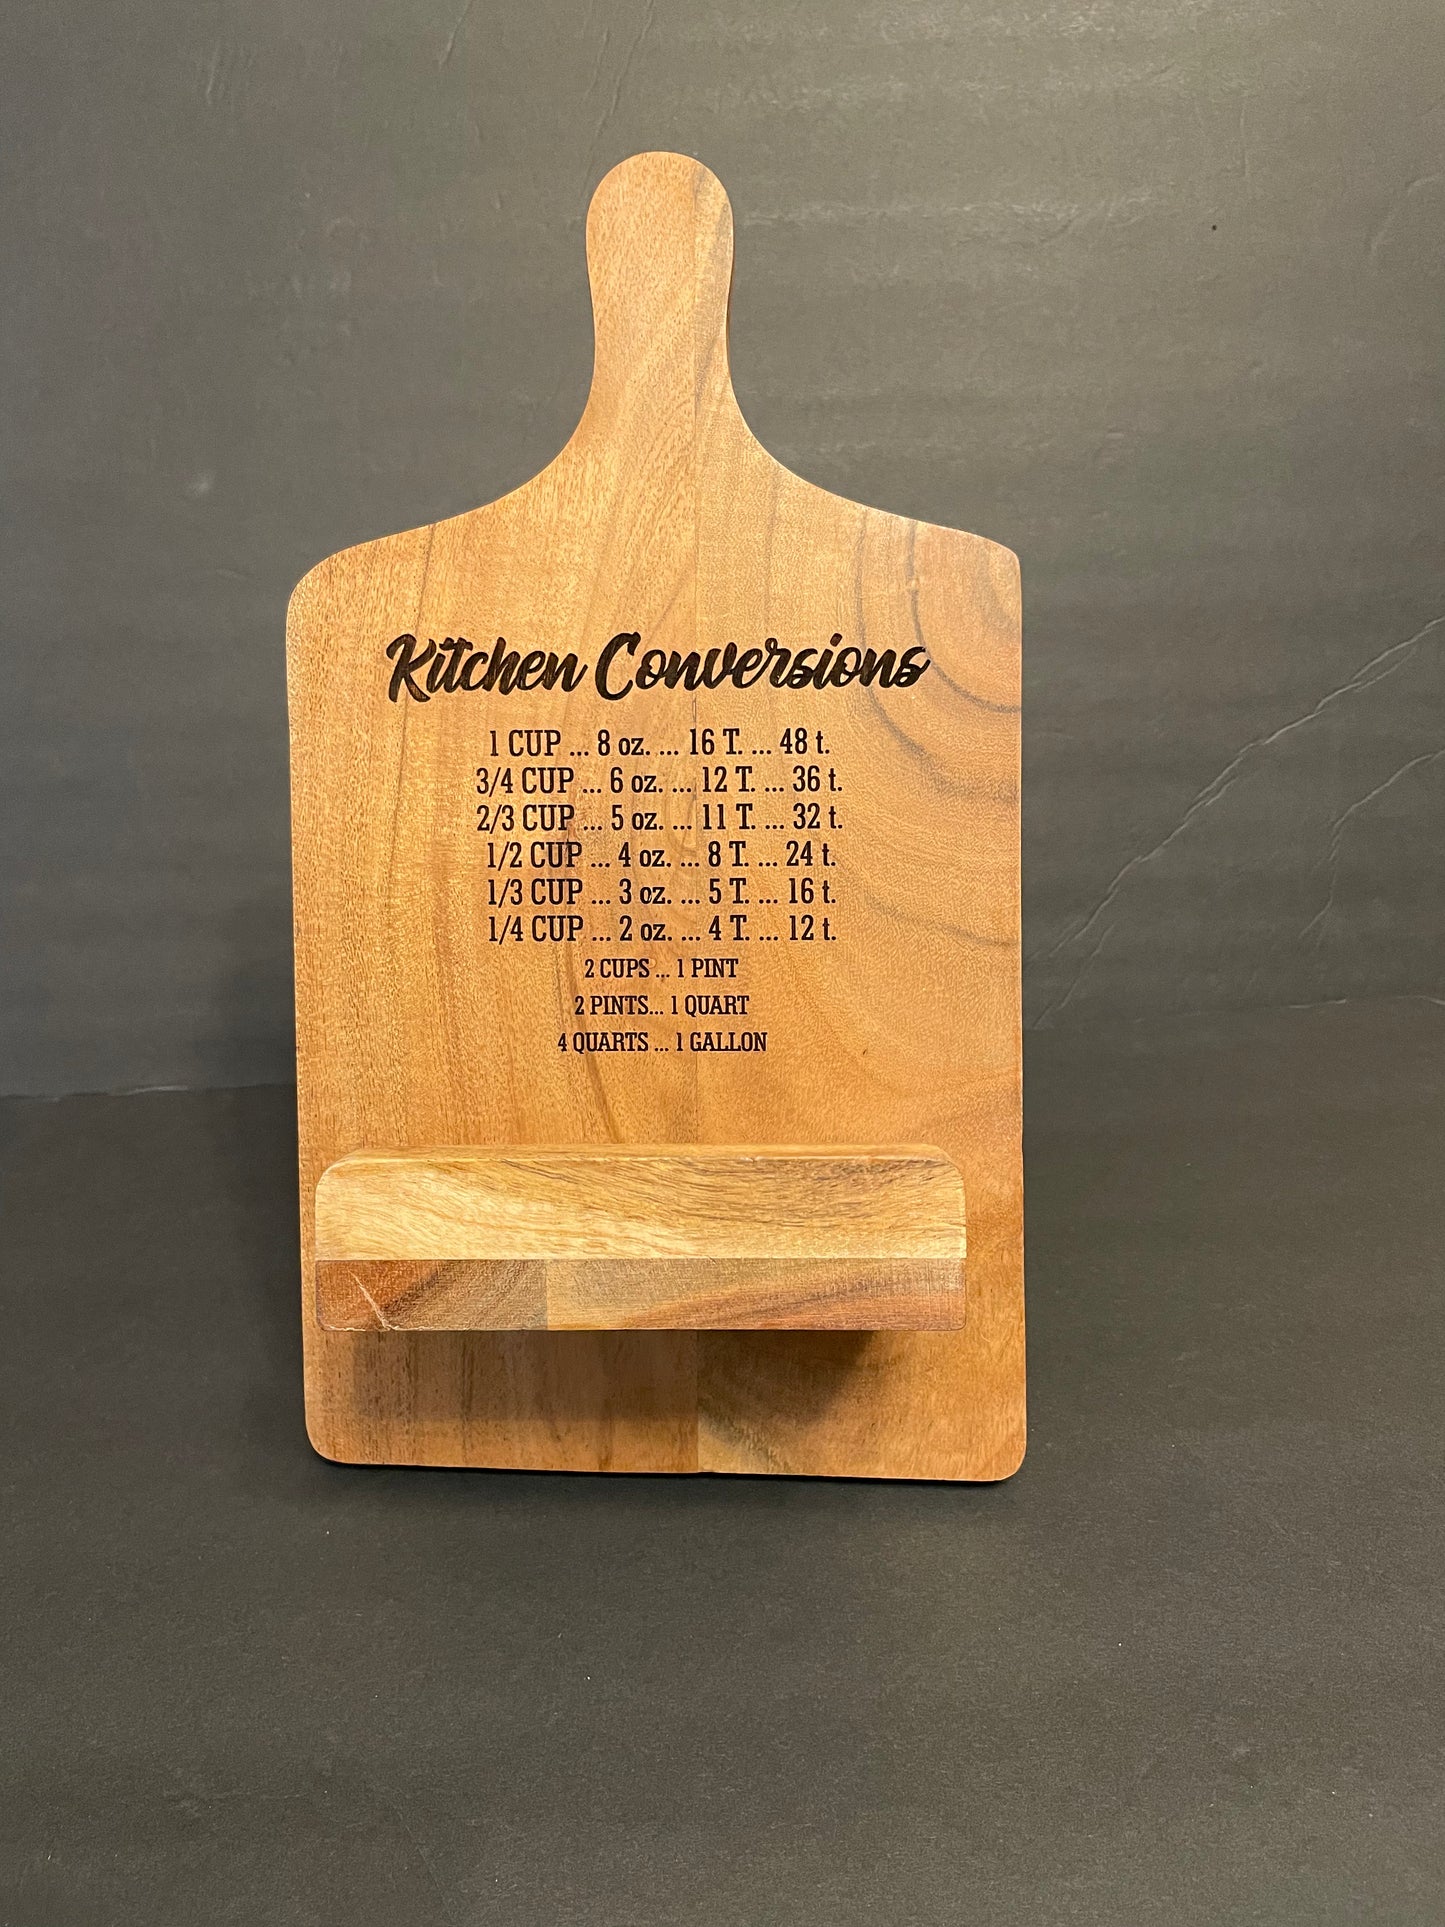 Kitchen Conversions
1 CUP ... 8 oz. ... 16 T. ... 48 t.
3/4 CUP ... 6 oz. ... 12 T. ... 36 t.
2/3 CUP ... 5 oz. ... 11 T. ... 32 t.
1/2 CUP ... 4 oz. ... 8 T. ... 24 t.
1/3 CUP ... 3 oz. ... 5 T. ... 16 t.
1/4 CUP ... 2 oz. ... 4 T. ... 12 t.
2 CUPS ... 1 PINT
2 PINTS... 1 QUART
4 QUARTS ... 1 GALLON